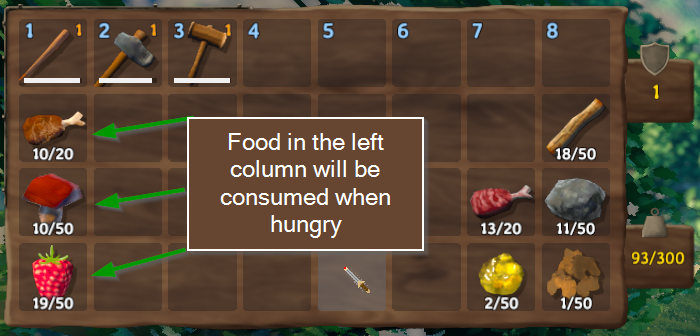 1 1 2 1 3 1 4 5 6 7 8
1
10/20
18/50
Food in the left
column will be
consumed when
hungry
10/50
13/20 11/50
93/300
19/50
2/50 1/50